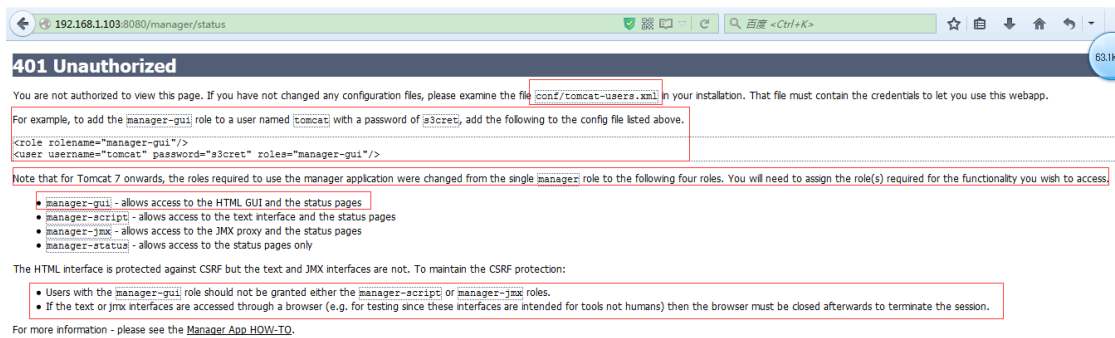 192.168.1.103:8080/manager/status
百度 <Ctrl+K>
63.1K
401 Unauthorized
You are not authorized to view this page. If you have not changed any configuration files, please examine the file conf/tomcat-users.xml in your installation. That file must contain the credentials to let you use this webapp.
For example, to add the manager-gui role to a user named tomcat with a password of s3cret, add the following to the config file listed above.
<role rolename="manager-gui"/>
<user username="tomcat" password="s3cret" roles="manager-gui"/>
Note that for Tomcat 7 onwards, the roles required to use the manager application were changed from the single manager role to the following four roles. You will need to assign the role(s) required for the functionality you wish to access.
• manager-gui - allows access to the HTML GUI and the status pages
• manager-script - allows access to the text interface and the status pages
• manager-jmx - allows access to the JMX proxy and the status pages
• manager-status - allows access to the status pages only
The HTML interface is protected against CSRF but the text and JMX interfaces are not. To maintain the CSRF protection:
• Users with the manager-gui role should not be granted either the manager-script or manager-jmx roles.
• If the text or jmx interfaces are accessed through a browser (e.g. for testing since these interfaces are intended for tools not humans) then the browser must be closed afterwards to terminate the session.
For more information - please see the Manager App HOW-TO.